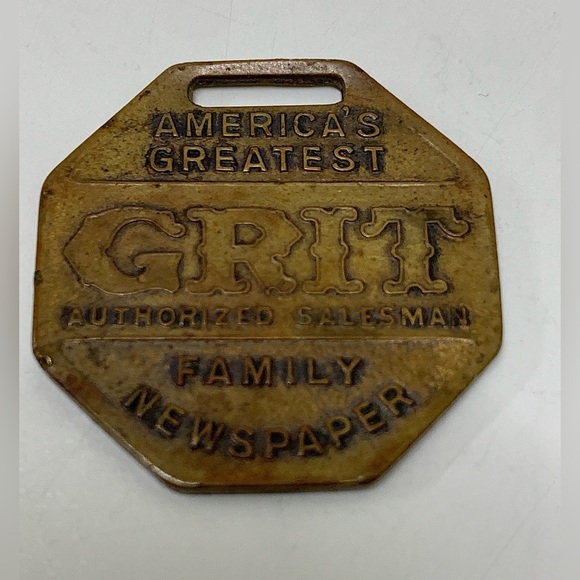 AMERICA'S
GREATEST
GRIT
AUTHORIZED SALESMAN
FAMILY
NEWSPAPER